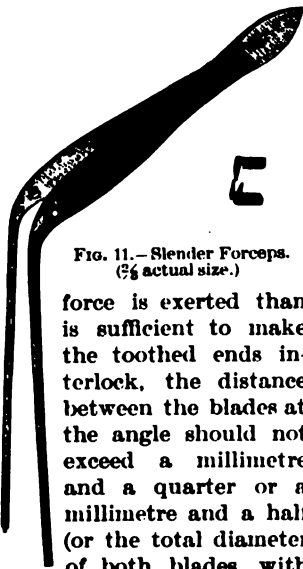 FIG. 11.—Slender Forceps.
(⅖ actual size.)
force is exerted than
is sufficient to make
the toothed ends in-
terlock, the distance
between the blades at
the angle should not
exceed a millimetre
and a quarter or a
millimetre and a half
(or the total diameter
of both blades, with